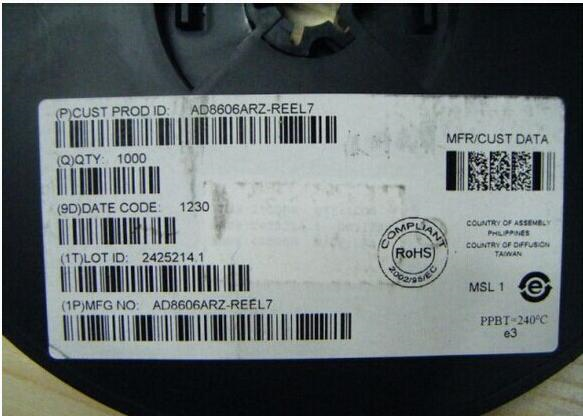 (P)CUST PROD ID: AD8606ARZ-REEL7
MFR/CUST DATA
(Q)QTY: 1000
(9D)DATE CODE: 1230
COMPLIANT
RoHS
2002/95/EC
COUNTRY OF ASSEMBLY
PHILIPPINES
COUNTRY OF DIFFUSION
TAIWAN
(1T)LOT ID: 2425214.1
MSL 1 e
(1P)MFG NO: AD8606ARZ-REEL7
PPBT=240°C
e3